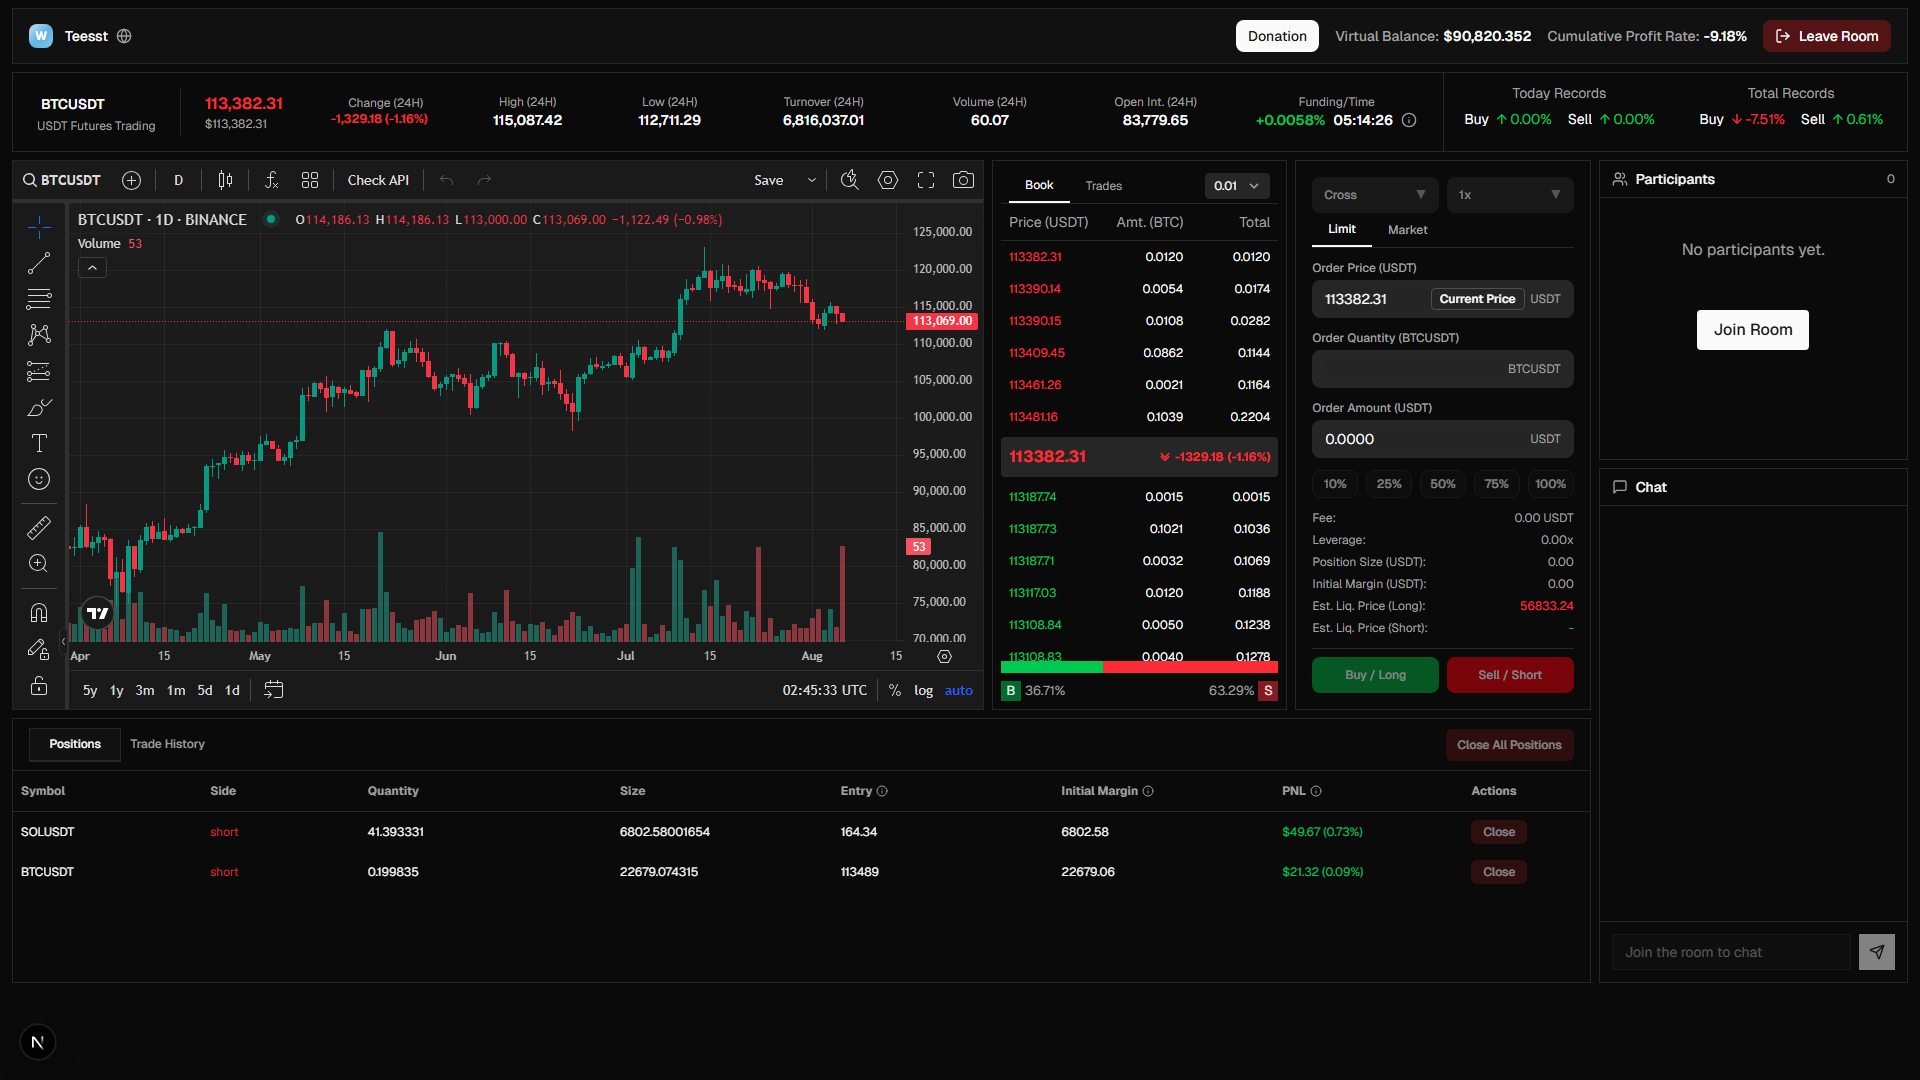 W Teesst
Donation Virtual Balance: $90,820.352 Cumulative Profit Rate: -9.18% Leave Room
BTCUSDT
USDT Futures Trading
113,382.31
$113,382.31
Change (24H)
-1,329.18 (-1.16%)
High (24H)
115,087.42
Low (24H)
112,711.29
Turnover (24H)
6,816,037.01
Volume (24H)
60.07
Open Int. (24H)
83,779.65
Funding/Time
+0.0058% 05:14:26
Today Records
Buy ↑ 0.00% Sell ↑ 0.00%
Total Records
Buy ↓ -7.51% Sell ↑ 0.61%
BTCUSDT D Check API Save
BTCUSDT · 1D · BINANCE O114,186.13 H114,186.13 L113,000.00 C113,069.00 −1,122.49 (−0.98%)
Volume 53
125,000.00
120,000.00
115,000.00
113,069.00
110,000.00
105,000.00
100,000.00
95,000.00
90,000.00
85,000.00
53
80,000.00
75,000.00
70,000.00
Apr 15 May 15 Jun 15 Jul 15 Aug 15
5y 1y 3m 1m 5d 1d 02:45:33 UTC % log auto
Book Trades 0.01
Price (USDT) Amt. (BTC) Total
113382.31 0.0120 0.0120
113390.14 0.0054 0.0174
113390.15 0.0108 0.0282
113409.45 0.0862 0.1144
113461.26 0.0021 0.1164
113481.16 0.1039 0.2204
113382.31 -1329.18 (-1.16%)
113187.74 0.0015 0.0015
113187.73 0.1021 0.1036
113187.71 0.0032 0.1069
113117.03 0.0120 0.1188
113108.84 0.0050 0.1238
113108.83 0.0040 0.1278
B 36.71% 63.29% S
Cross 1x
Limit Market
Order Price (USDT)
113382.31 Current Price USDT
Order Quantity (BTCUSDT)
BTCUSDT
Order Amount (USDT)
0.0000 USDT
10% 25% 50% 75% 100%
Fee: 0.00 USDT
Leverage: 0.00x
Position Size (USDT): 0.00
Initial Margin (USDT): 0.00
Est. Liq. Price (Long): 56833.24
Est. Liq. Price (Short): -
Buy / Long Sell / Short
Participants 0
No participants yet.
Join Room
Chat
Join the room to chat
Positions Trade History Close All Positions
Symbol Side Quantity Size Entry Initial Margin PNL Actions
SOLUSDT short 41.393331 6802.58001654 164.34 6802.58 $49.67 (0.73%) Close
BTCUSDT short 0.199835 22679.074315 113489 22679.06 $21.32 (0.09%) Close
N